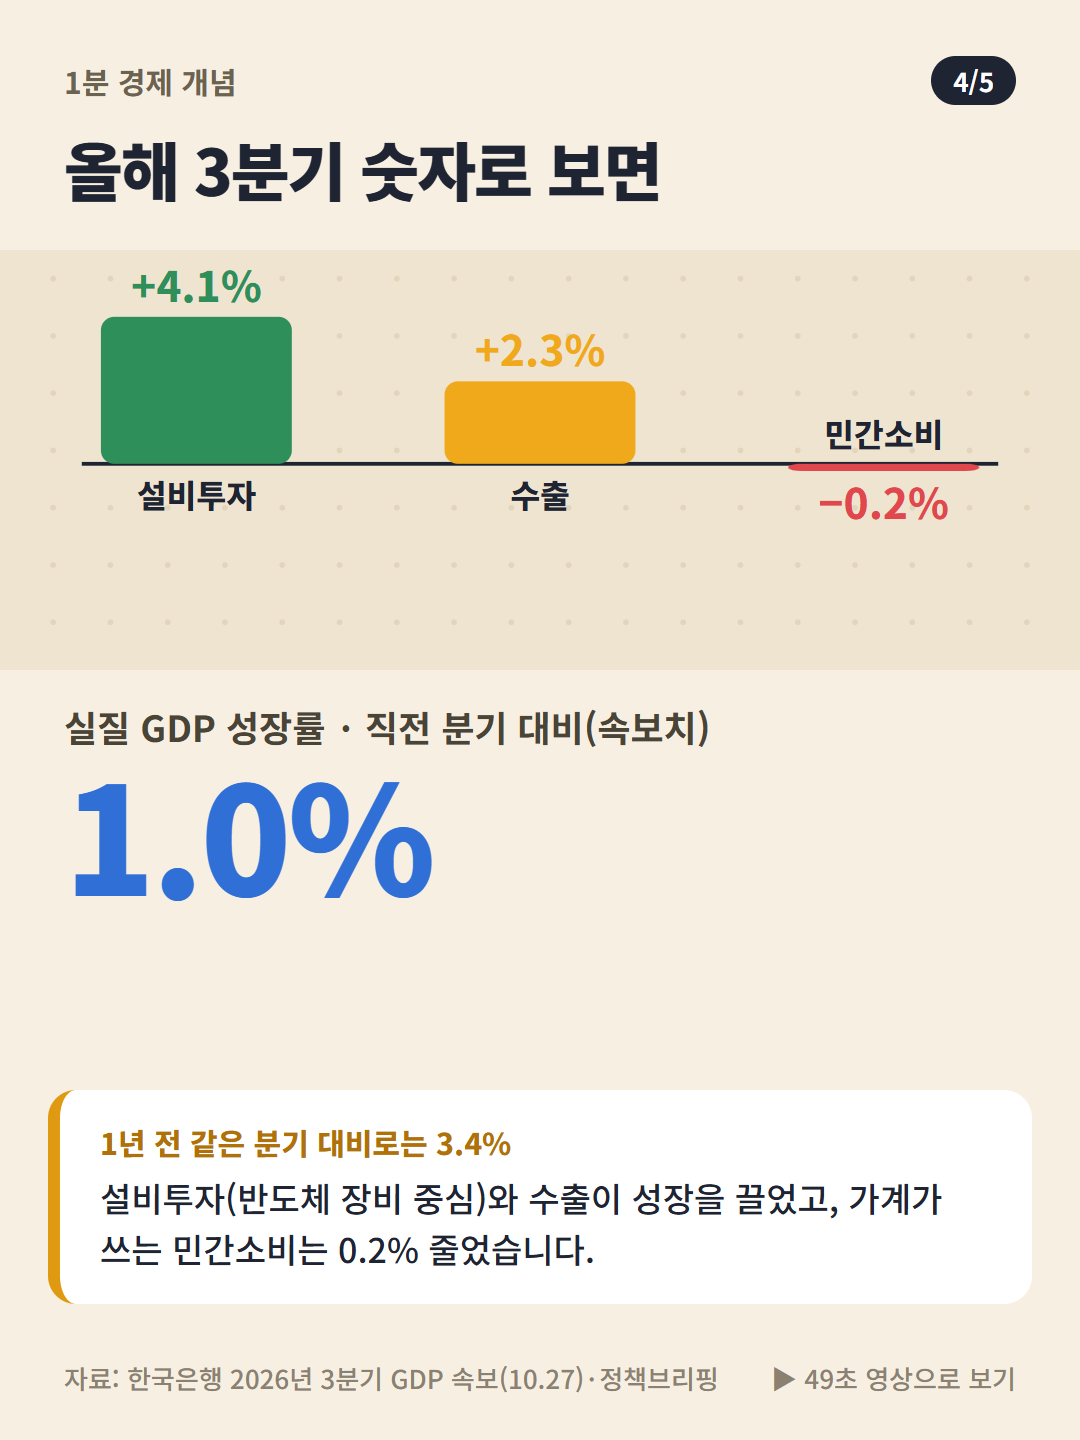 1분 경제 개념
4/5
올해 3분기 숫자로 보면
+4.1%
+2.3%
민간소비
설비투자
수출
−0.2%
실질 GDP 성장률 · 직전 분기 대비(속보치)
1.0%
1년 전 같은 분기 대비로는 3.4%
설비투자(반도체 장비 중심)와 수출이 성장을 끌었고, 가계가
쓰는 민간소비는 0.2% 줄었습니다.
자료: 한국은행 2026년 3분기 GDP 속보(10.27)·정책브리핑
▶ 49초 영상으로 보기